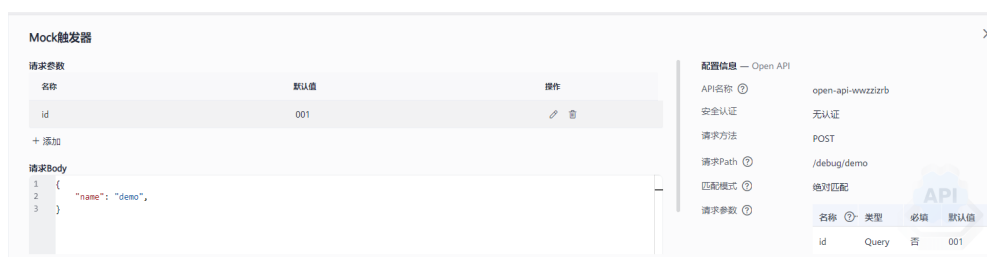 Mock触发器
请求参数
名称 默认值 操作
id 001
+ 添加
请求Body
1 {
2 "name": "demo",
3 }
配置信息 — Open API
API名称 open-api-wwzzizrb
安全认证 无认证
请求方法 POST
请求Path /debug/demo
匹配模式 绝对匹配
请求参数
API
名称 类型 必填 默认值
id Query 否 001